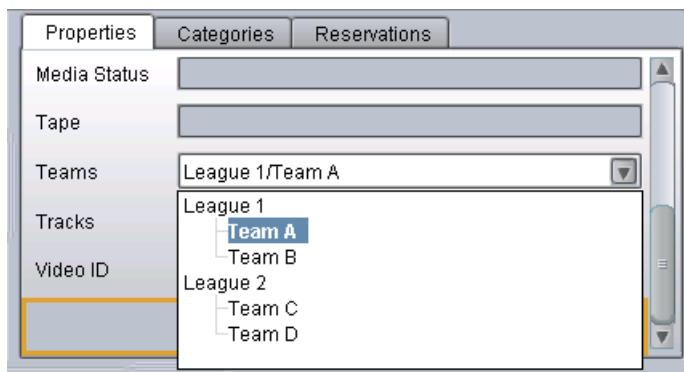 Properties Categories Reservations
Media Status
Tape
Teams League 1/Team A
League 1
Tracks Team A
Team B
Video ID
League 2
Team C
Team D